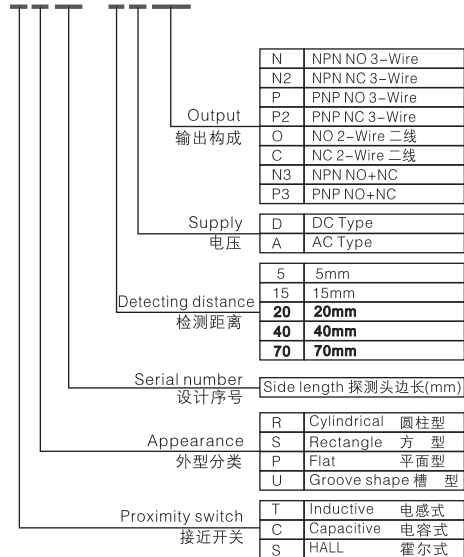 N NPN NO 3-Wire
N2 NPN NC 3-Wire
P PNP NO 3-Wire
Output P2 PNP NC 3-Wire
输出构成 O NO 2-Wire 二线
C NC 2-Wire 二线
N3 NPN NO+NC
P3 PNP NO+NC
Supply D DC Type
电压 A AC Type
5 5mm
Detecting distance 15 15mm
检测距离 20 20mm
40 40mm
70 70mm
Serial number
设计序号 Side length 探测头边长(mm)
R Cylindrical 圆柱型
Appearance S Rectangle 方 型
外型分类 P Flat 平面型
U Groove shape 槽 型
Proximity switch T Inductive 电感式
接近开关 C Capacitive 电容式
S HALL 霍尔式